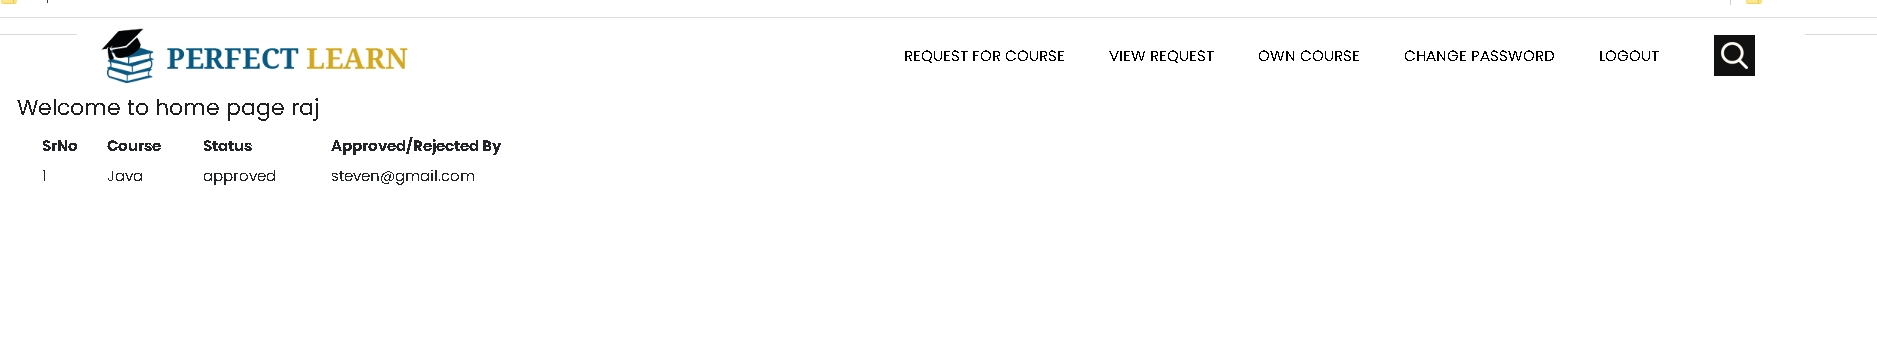 PERFECT LEARN
REQUEST FOR COURSE VIEW REQUEST OWN COURSE CHANGE PASSWORD LOGOUT
Welcome to home page raj
SrNo Course Status Approved/Rejected By
1 Java approved steven@gmail.com